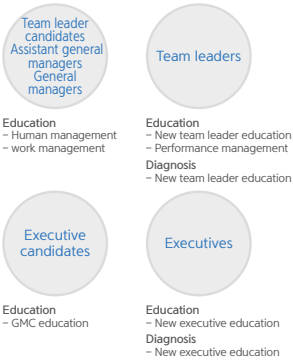 Team leader
candidates
Assistant general
managers
General
managers
Education
– Human management
– work management
Team leaders
Education
– New team leader education
– Performance management
Diagnosis
– New team leader education
Executive
candidates
Education
– GMC education
Executives
Education
– New executive education
Diagnosis
– New executive education